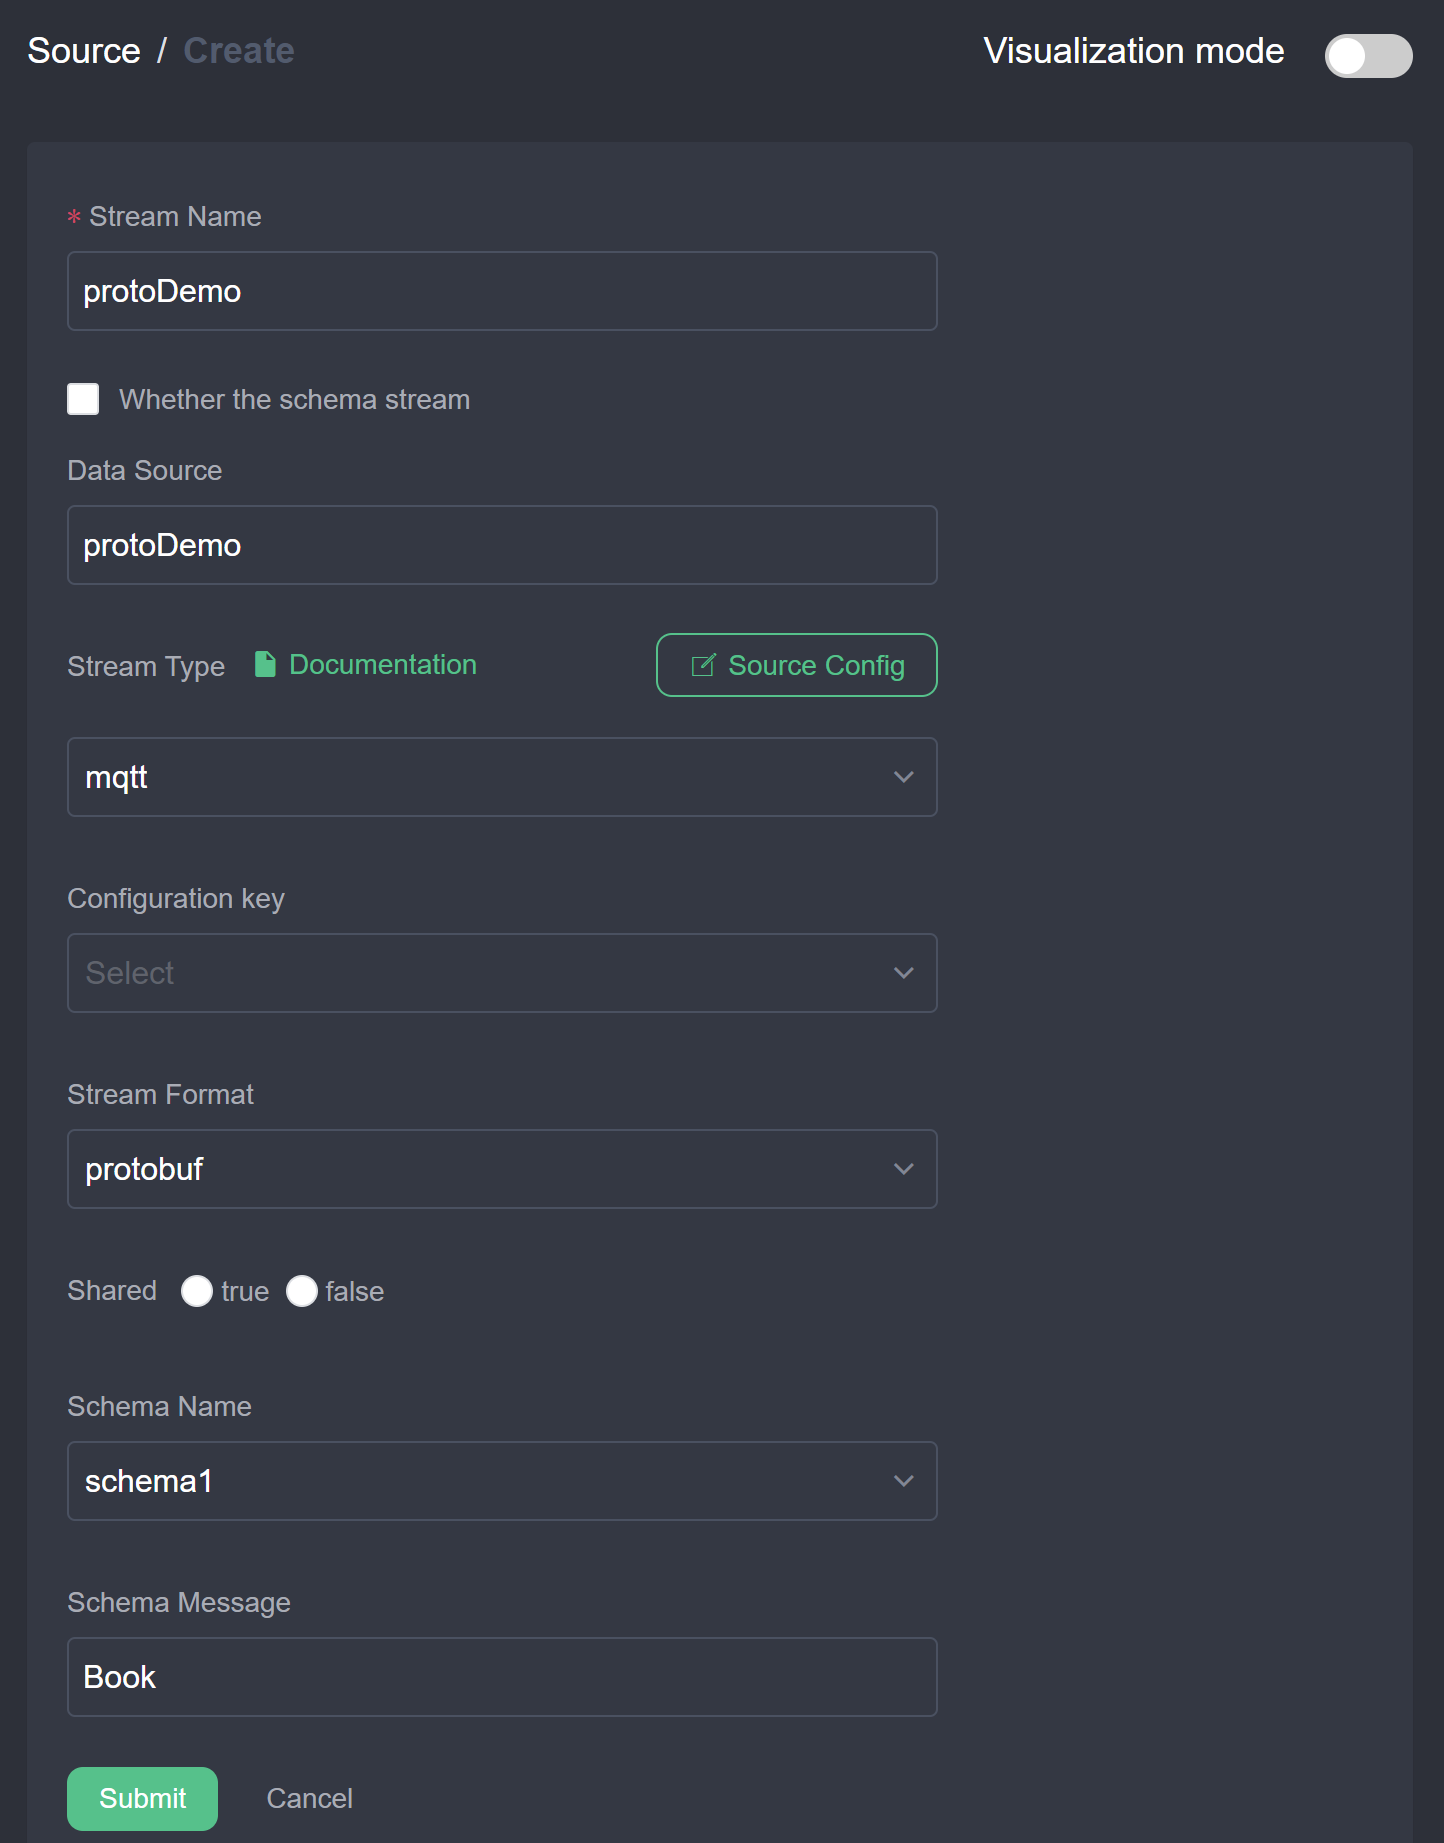 Source / Create
Visualization mode
* Stream Name
protoDemo
Whether the schema stream
Data Source
protoDemo
Stream Type Documentation Source Config
mqtt
Configuration key
Select
Stream Format
protobuf
Shared true false
Schema Name
schema1
Schema Message
Book
Submit Cancel